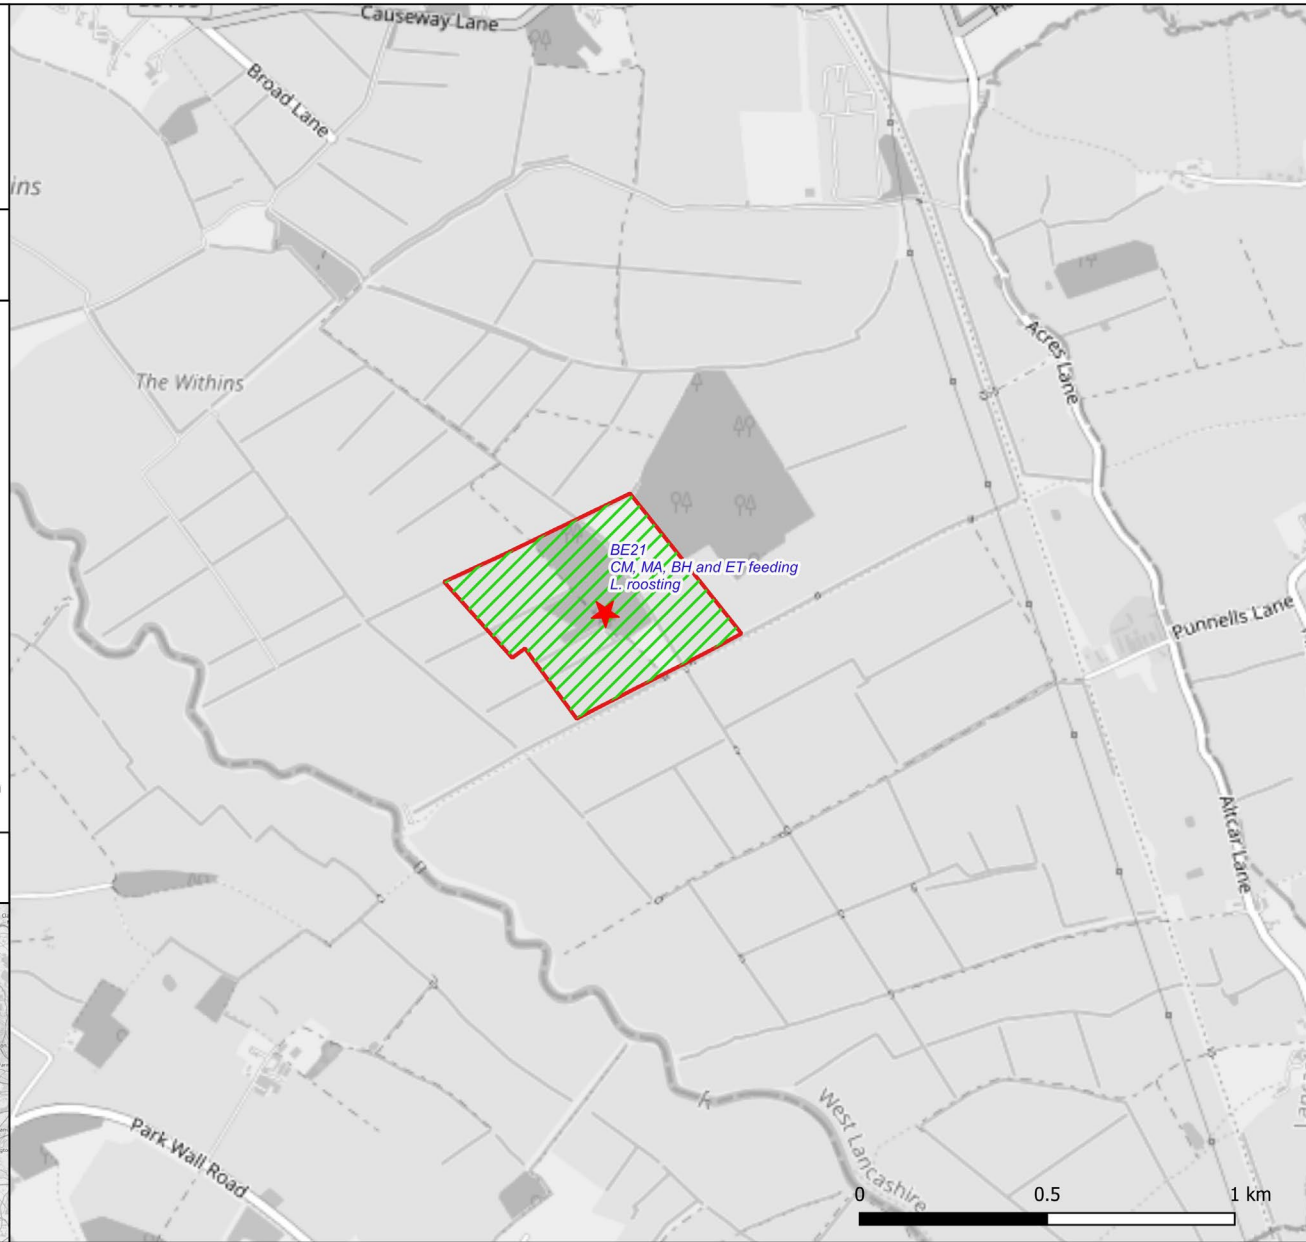 Causeway Lane
Broad Lane
ins
The Withins
Acres Lane
BE21
CM, MA, BH and ET feeding
L. roosting
Punnells Lane
Altcar Lane
West Lancashire
Park Wall Road
0 0.5 1 km